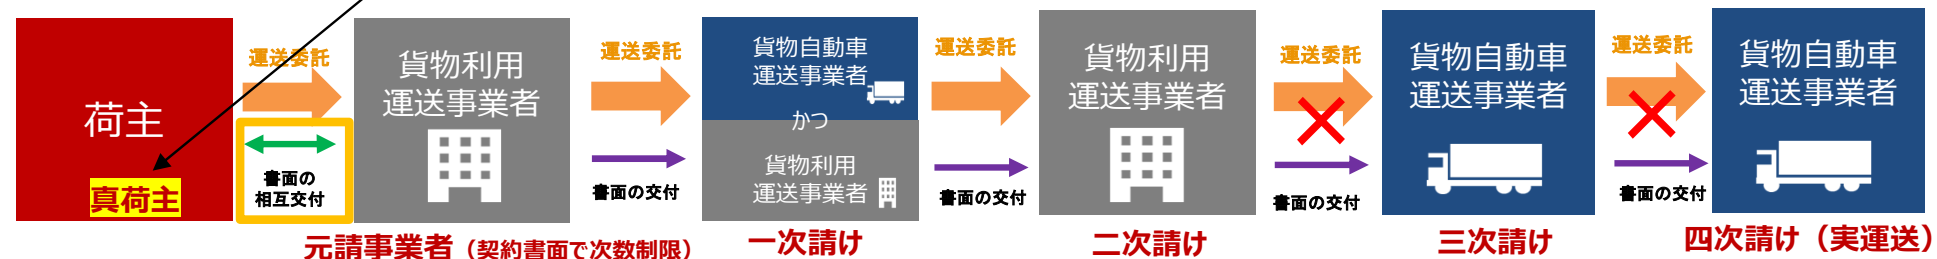 荷主
真荷主
運送委託
書面の
相互交付
貨物利用
運送事業者
元請事業者（契約書面で次数制限）
運送委託
書面の交付
貨物自動車
運送事業者
かつ
貨物利用
運送事業者
一次請け
運送委託
書面の交付
貨物利用
運送事業者
二次請け
運送委託
書面の交付
貨物自動車
運送事業者
三次請け
運送委託
書面の交付
貨物自動車
運送事業者
四次請け（実運送）